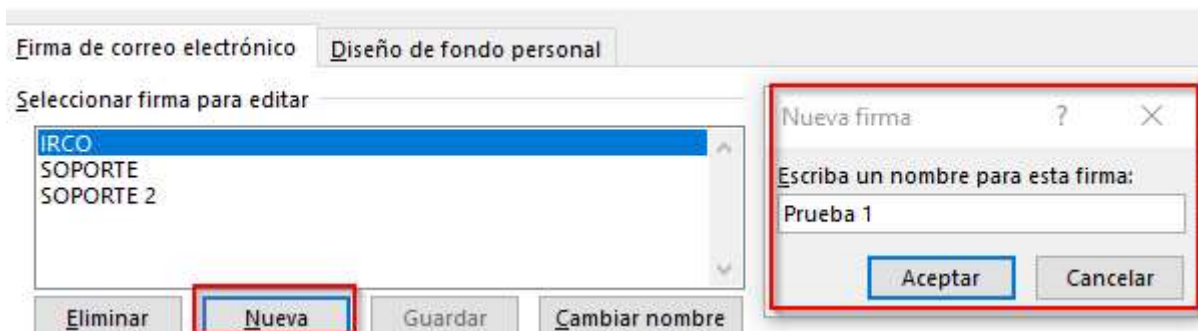 Firma de correo electrónico
Diseño de fondo personal
Seleccionar firma para editar
IRCO
SOPORTE
SOPORTE 2
Eliminar
Nueva
Guardar
Cambiar nombre
Nueva firma
?
Escriba un nombre para esta firma:
Prueba 1
Aceptar
Cancelar